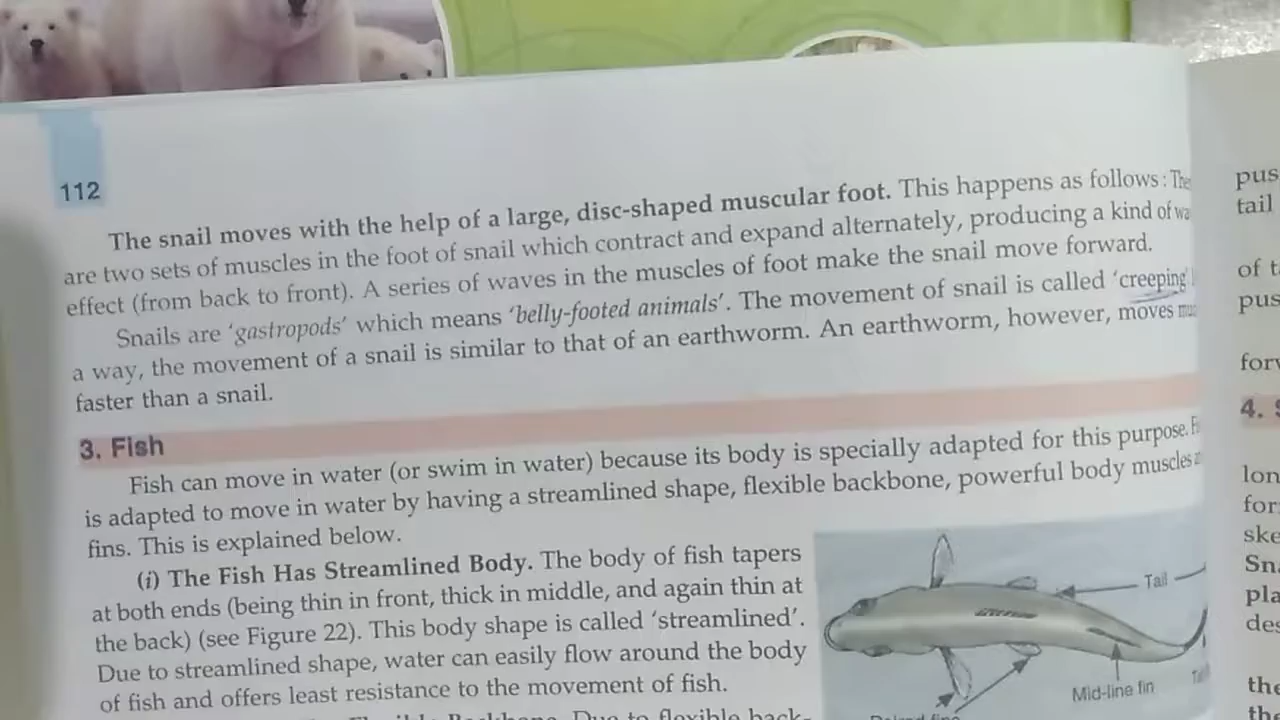 112
The snail moves with the help of a large, disc-shaped muscular foot. This happens as follows : The
are two sets of muscles in the foot of snail which contract and expand alternately, producing a kind of wa
effect (from back to front). A series of waves in the muscles of foot make the snail move forward.
Snails are 'gastropods' which means 'belly-footed animals'. The movement of snail is called 'creeping'
a way, the movement of a snail is similar to that of an earthworm. An earthworm, however, moves
faster than a snail.
3. Fish
Fish can move in water (or swim in water) because its body is specially adapted for this purpose.
is adapted to move in water by having a streamlined shape, flexible backbone, powerful body muscles
fins. This is explained below.
(i) The Fish Has Streamlined Body. The body of fish tapers
at both ends (being thin in front, thick in middle, and again thin at
the back) (see Figure 22). This body shape is called 'streamlined'.
Due to streamlined shape, water can easily flow around the body
of fish and offers least resistance to the movement of fish.
Due to flexible back-
Tail
Mid-line fin
pus
tail
of t
pus
forv
4. S
lon
for
ske
Sna
pla
des
the
the